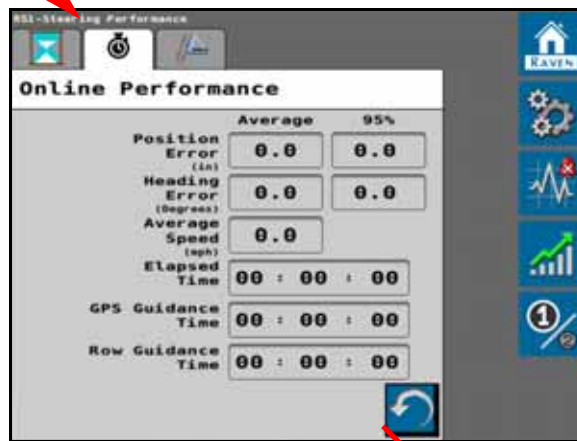 RS1-Steering Performance
RAVEN
Online Performance
Average 95%
Position
Error
(in)
0.0 0.0
Heading
Error
(Degrees)
0.0 0.0
Average
Speed
(mph)
0.0
Elapsed
Time
00 : 00 : 00
GPS Guidance
Time
00 : 00 : 00
1/2
Row Guidance
Time
00 : 00 : 00